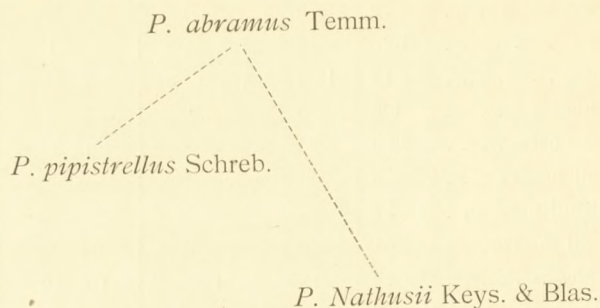 P. abramus Temm.
P. pipistrellus Schreb.
P. Nathusii Keys. & Blas.